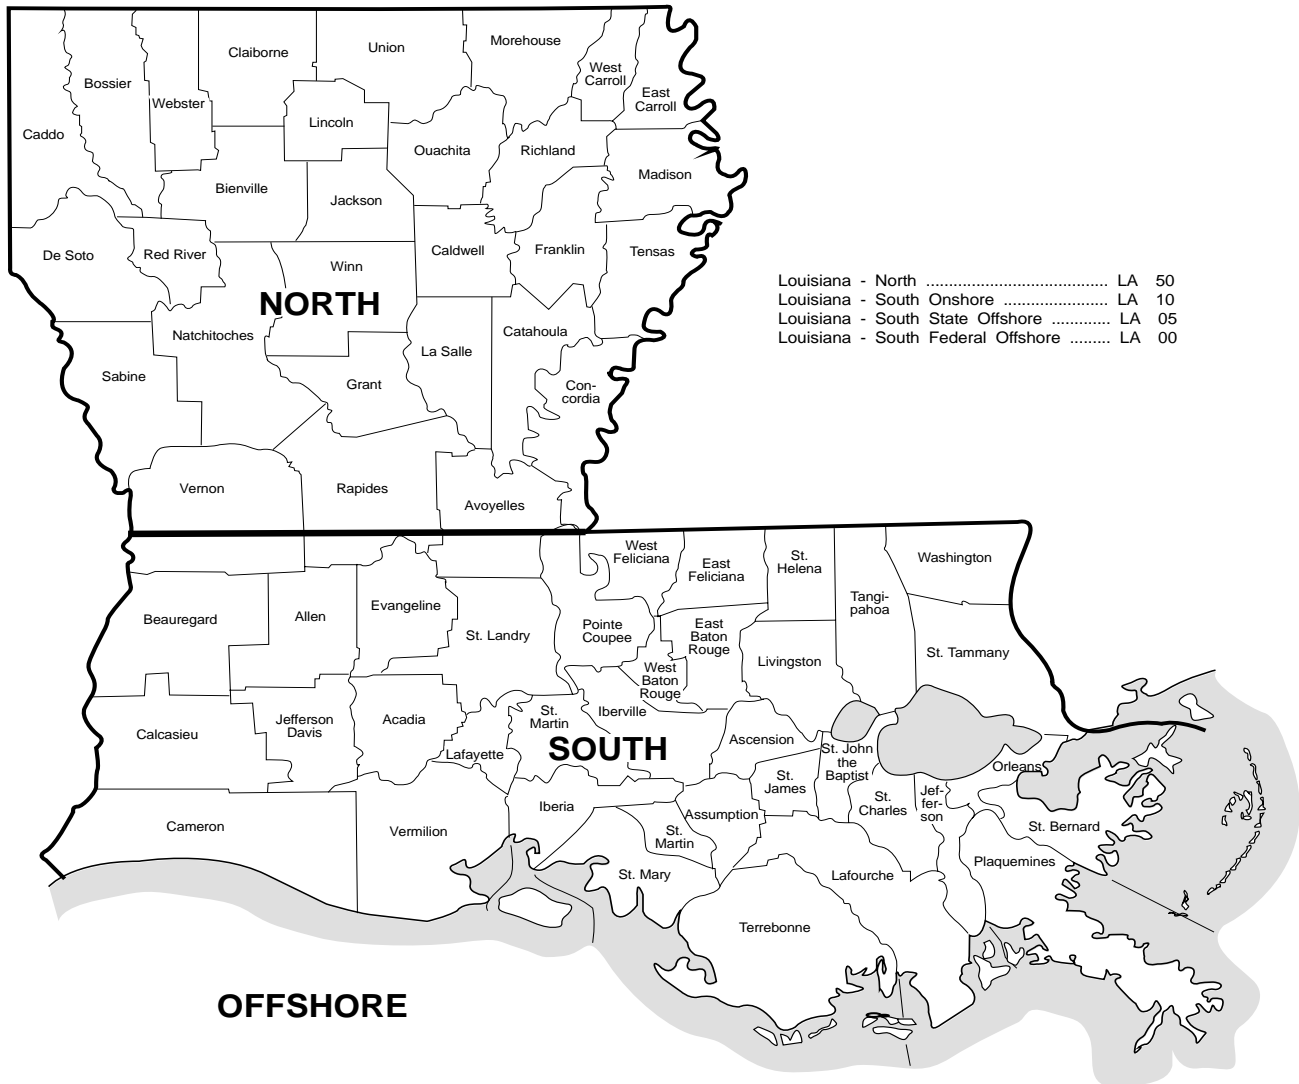 Claiborne
Union
Morehouse
West
Carroll
Bossier
Webster
East
Carroll
Caddo
Lincoln
Ouachita
Richland
Madison
Bienville
Jackson
De Soto
Red River
Winn
Caldwell
Franklin
Tensas
NORTH
Natchitoches
Catahoula
La Salle
Sabine
Grant
Con-
cordia
Vernon
Rapides
Avoyelles
Louisiana - North ........................................ LA 50
Louisiana - South Onshore ....................... LA 10
Louisiana - South State Offshore ............. LA 05
Louisiana - South Federal Offshore ......... LA 00
West
Feliciana
East
Feliciana
St.
Helena
Washington
Tangi-
pahoa
Beauregard
Allen
Evangeline
St. Landry
Pointe
Coupee
East
Baton
Rouge
West
Baton
Rouge
Livingston
St. Tammany
Calcasieu
Jefferson
Davis
Acadia
Lafayette
St.
Martin
Iberville
SOUTH
Ascension
St. John
the
Baptist
Orleans
St.
James
St.
Charles
Jef-
fer-
son
Cameron
Vermilion
Iberia
St.
Martin
Assumption
St. Bernard
Plaquemines
St. Mary
Lafourche
Terrebonne
OFFSHORE